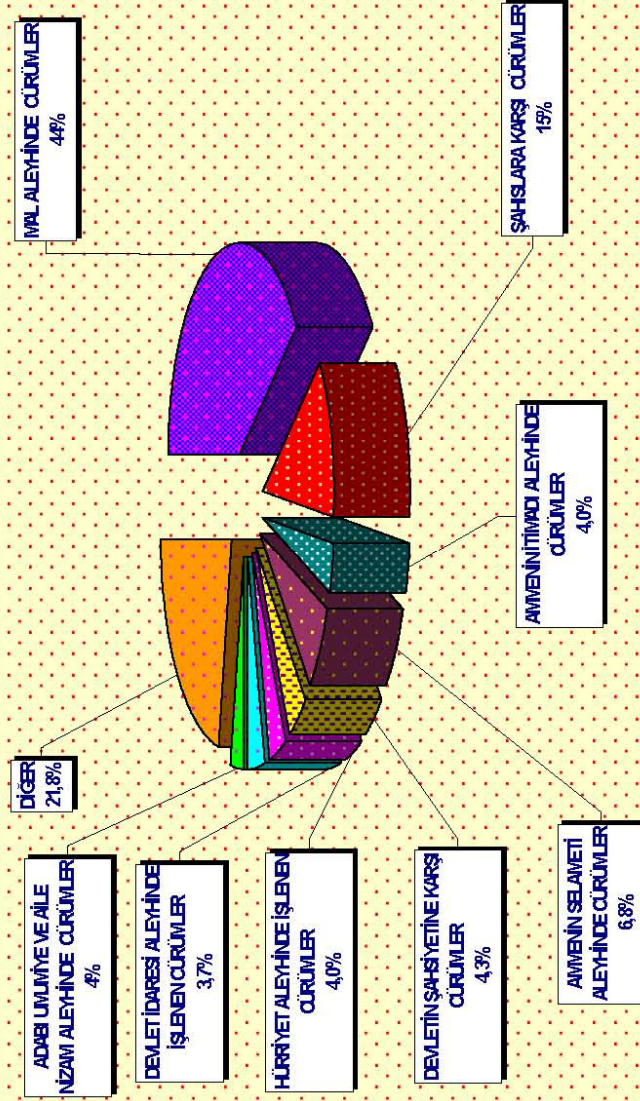 DİĞER
21,8%
MAL ALEYHİNDE CÜRÜMLER
44%
ADABI UMUMİYE VE AİLE
NİZAMI ALEYHİNDE CÜRÜMLER
4%
DEVLET İDARESİ ALEYHİNDE
İŞLENEN CÜRÜMLER
3,7%
HÜRRİYET ALEYHİNDE İŞLENEN
CÜRÜMLER
4,0%
DEVLETİN ŞAHSİYETİNE KARŞI
CÜRÜMLER
4,3%
AMMENİN SELAMETİ
ALEYHİNDE CÜRÜMLER
6,8%
AMMENİN İTİMADI ALEYHİNDE
CÜRÜMLER
4,0%
ŞAHISLARA KARŞI CÜRÜMLER
15%